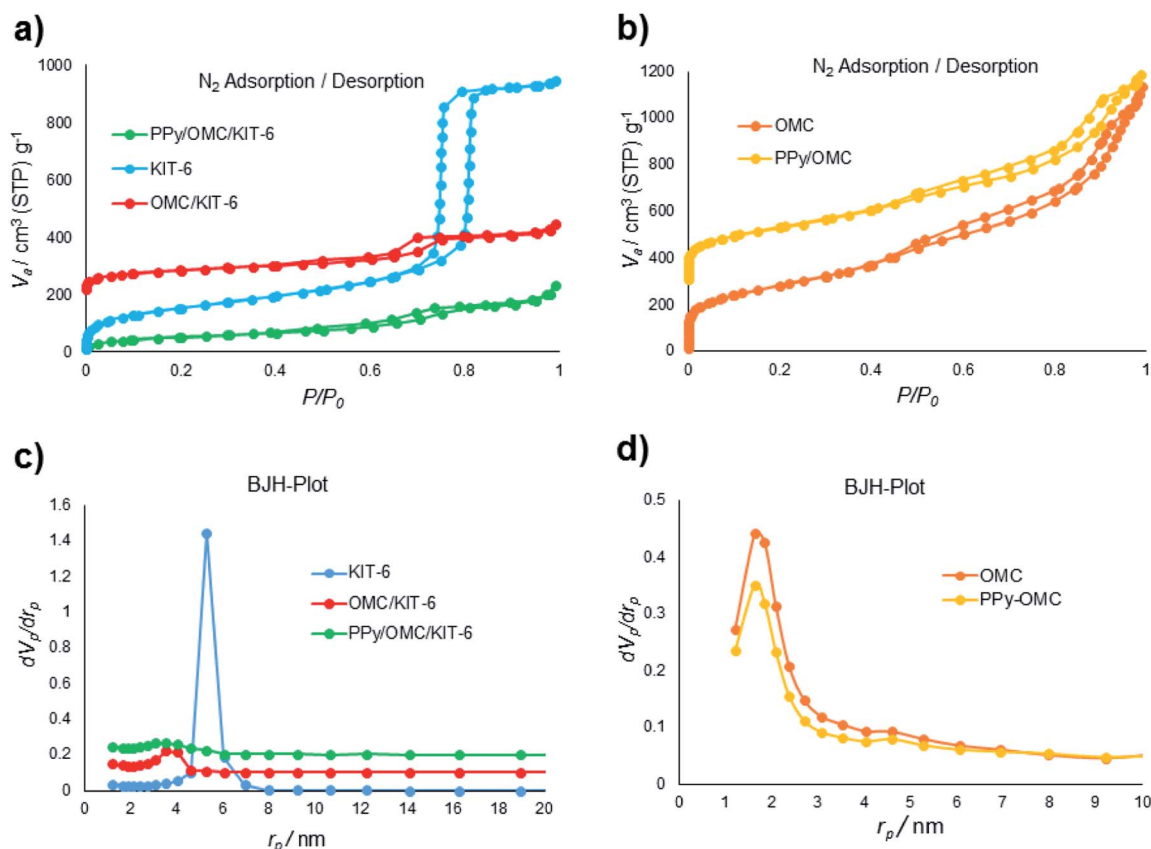 a)
N₂ Adsorption / Desorption
PPy/OMC/KIT-6
KIT-6
OMC/KIT-6
Vₐ / cm³ (STP) g⁻¹
1000
800
600
400
200
0
0 0.2 0.4 0.6 0.8 1
P/P₀
b)
N₂ Adsorption / Desorption
OMC
PPy/OMC
Vₐ / cm³ (STP) g⁻¹
1200
1000
800
600
400
200
0
0 0.2 0.4 0.6 0.8 1
P/P₀
c)
BJH-Plot
KIT-6
OMC/KIT-6
PPy/OMC/KIT-6
dVₚ/drₚ
1.6
1.4
1.2
1
0.8
0.6
0.4
0.2
0
0 2 4 6 8 10 12 14 16 18 20
rₚ / nm
d)
BJH-Plot
OMC
PPy-OMC
dVₚ/drₚ
0.5
0.4
0.3
0.2
0.1
0
0 1 2 3 4 5 6 7 8 9 10
rₚ / nm